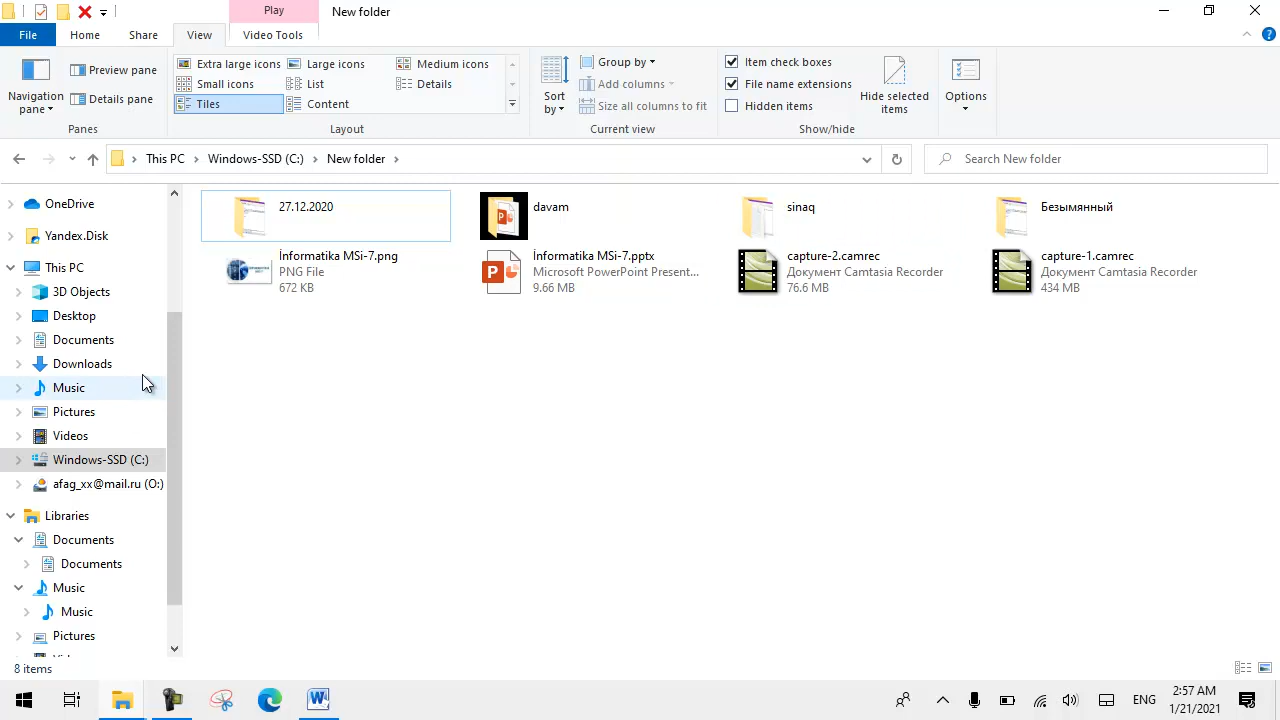 Play
New folder
File
Home
Share
View
Video Tools
Navigation pane
Preview pane
Details pane
Panes
Extra large icons
Large icons
Medium icons
Small icons
List
Details
Tiles
Content
Layout
Sort by
Group by
Add columns
Size all columns to fit
Current view
Item check boxes
File name extensions
Hidden items
Hide selected items
Show/hide
Options
This PC
Windows-SSD (C:)
New folder
Search New folder
OneDrive
Yandex.Disk
This PC
3D Objects
Desktop
Documents
Downloads
Music
Pictures
Videos
Windows-SSD (C:)
afag_xx@mail.ru (O:)
Libraries
Documents
Documents
Music
Music
Pictures
27.12.2020
davam
sinaq
Безымянный
İnformatika MSi-7.png
PNG File
672 KB
İnformatika MSi-7.pptx
Microsoft PowerPoint Present...
9.66 MB
capture-2.camrec
Документ Camtasia Recorder
76.6 MB
capture-1.camrec
Документ Camtasia Recorder
434 MB
8 items
ENG
2:57 AM
1/21/2021